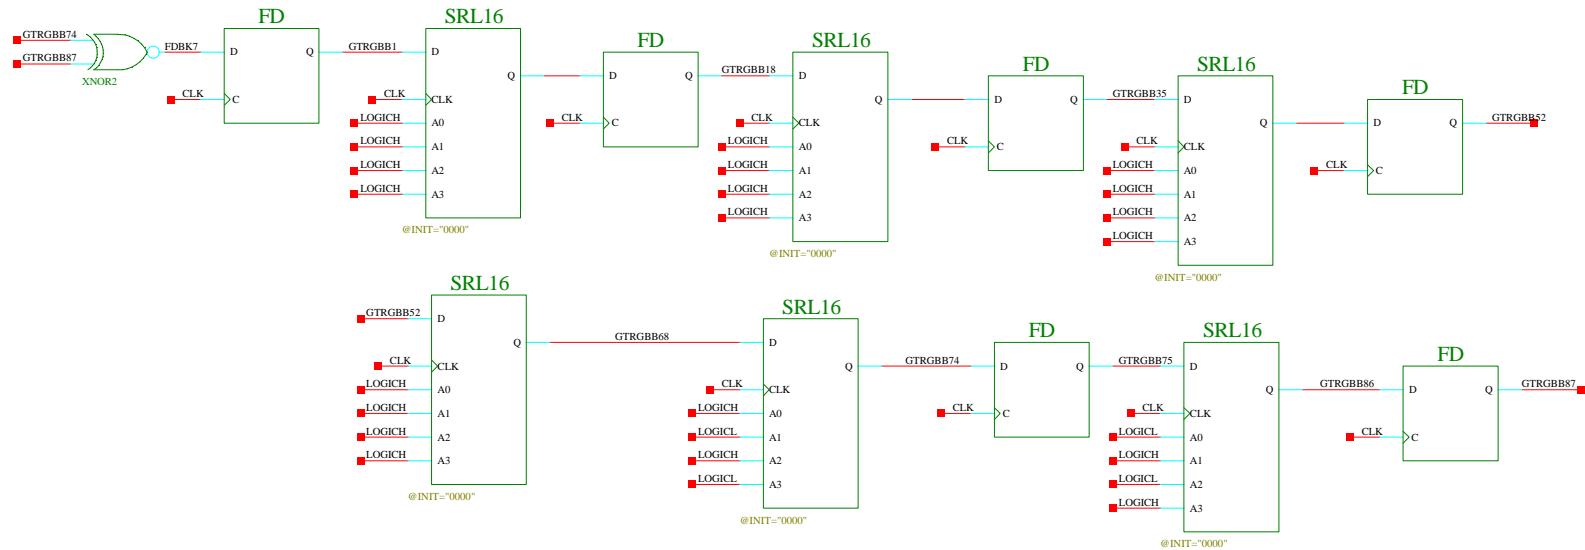 GTRGBB74
GTRGBB87
XNOR2
FDBK7
FD
D
Q
CLK
C
GTRGBB1
SRL16
D
Q
CLK
CLK
LOGICH
A0
LOGICH
A1
LOGICH
A2
LOGICH
A3
@INIT="0000"
FD
D
Q
CLK
C
GTRGBB18
SRL16
D
Q
CLK
CLK
LOGICH
A0
LOGICH
A1
LOGICH
A2
LOGICH
A3
@INIT="0000"
FD
D
Q
CLK
C
GTRGBB35
SRL16
D
Q
CLK
CLK
LOGICH
A0
LOGICH
A1
LOGICH
A2
LOGICH
A3
@INIT="0000"
FD
D
Q
CLK
C
GTRGBB52
GTRGBB52
SRL16
D
Q
CLK
CLK
LOGICH
A0
LOGICH
A1
LOGICH
A2
LOGICH
A3
@INIT="0000"
GTRGBB68
SRL16
D
Q
CLK
CLK
LOGICH
A0
LOGICL
A1
LOGICH
A2
LOGICL
A3
@INIT="0000"
GTRGBB74
FD
D
Q
CLK
C
GTRGBB75
SRL16
D
Q
CLK
CLK
LOGICL
A0
LOGICH
A1
LOGICL
A2
LOGICH
A3
@INIT="0000"
GTRGBB86
FD
D
Q
CLK
C
GTRGBB87